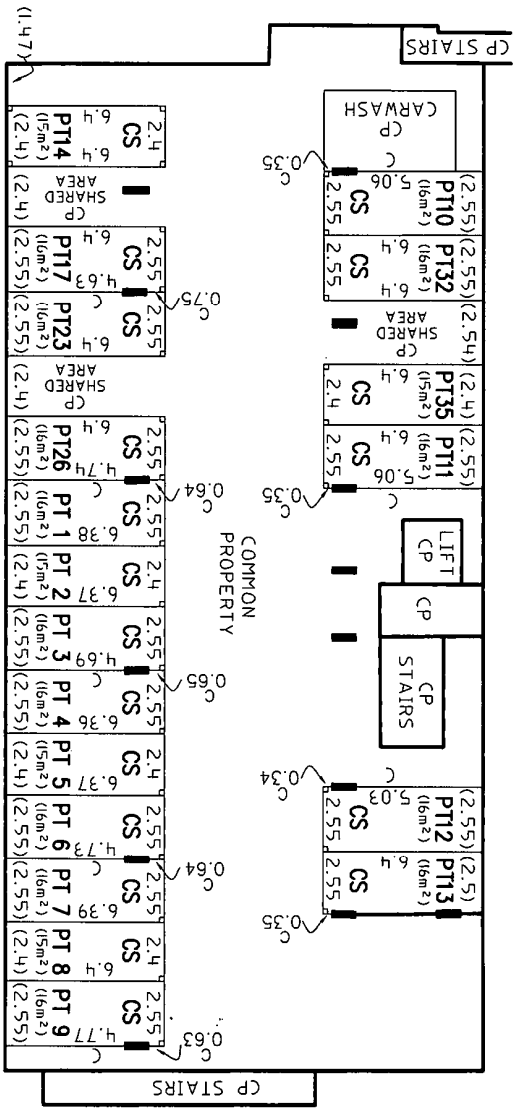 CP STAIRS
(1.47)
CP
CARWASH
C
0.35
C
(2.55)
PT10
(16m²)
5.06
CS
2.55
(2.55)
PT32
(16m²)
6.4
6.4
CS
2.55
(2.54)
CP
SHARED
AREA
(2.4)
PT35
(15m²)
6.4
CS
2.4
(2.55)
PT11
(16m²)
6.4
5.06
CS
2.55
C
0.35
C
LIFT
CP
CP
CP
STAIRS
C
0.34
C
(2.55)
PT12
(16m²)
5.03
CS
2.55
(2.5)
PT13
(16m²)
6.4
CS
2.55
0.35
C
COMMON
PROPERTY
2.4
CS
6.4
6.4
PT14
(15m²)
(2.4)
CP
SHARED
AREA
(2.4)
2.55
CS
6.4
4.63
PT17
(16m²)
(2.55)
C
0.75
C
2.55
CS
6.4
PT23
(16m²)
(2.55)
CP
SHARED
AREA
(2.4)
2.55
CS
6.4
4.74
PT26
(16m²)
(2.55)
C
0.64
C
2.55
CS
6.38
PT 1
(16m²)
(2.55)
2.4
CS
6.37
PT 2
(15m²)
(2.4)
2.55
CS
4.69
PT 3
(16m²)
(2.55)
C
0.65
C
2.55
CS
6.36
PT 4
(16m²)
(2.55)
2.4
CS
6.37
PT 5
(15m²)
(2.4)
2.55
CS
4.73
PT 6
(16m²)
(2.55)
C
0.64
C
2.55
CS
6.39
PT 7
(16m²)
(2.55)
2.4
CS
6.4
PT 8
(15m²)
(2.4)
2.55
CS
4.77
PT 9
(16m²)
(2.55)
C
0.63
C
CP STAIRS